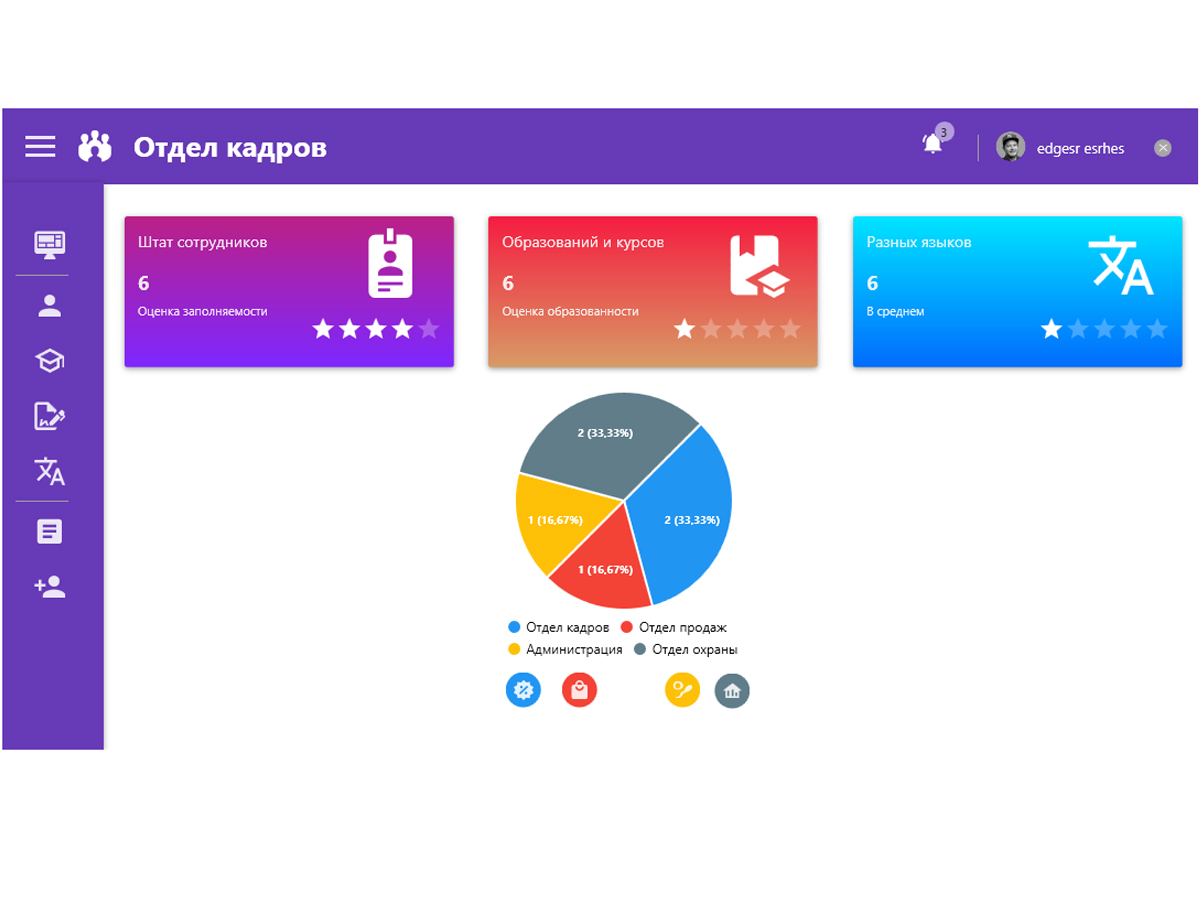 Отдел кадров
3
edgesr esrhes
Штат сотрудников
6
Оценка заполняемости
Образований и курсов
6
Оценка образованности
Разных языков
6
В среднем
2 (33,33%)
1 (16,67%)
2 (33,33%)
1 (16,67%)
Отдел кадров Отдел продаж
Администрация Отдел охраны